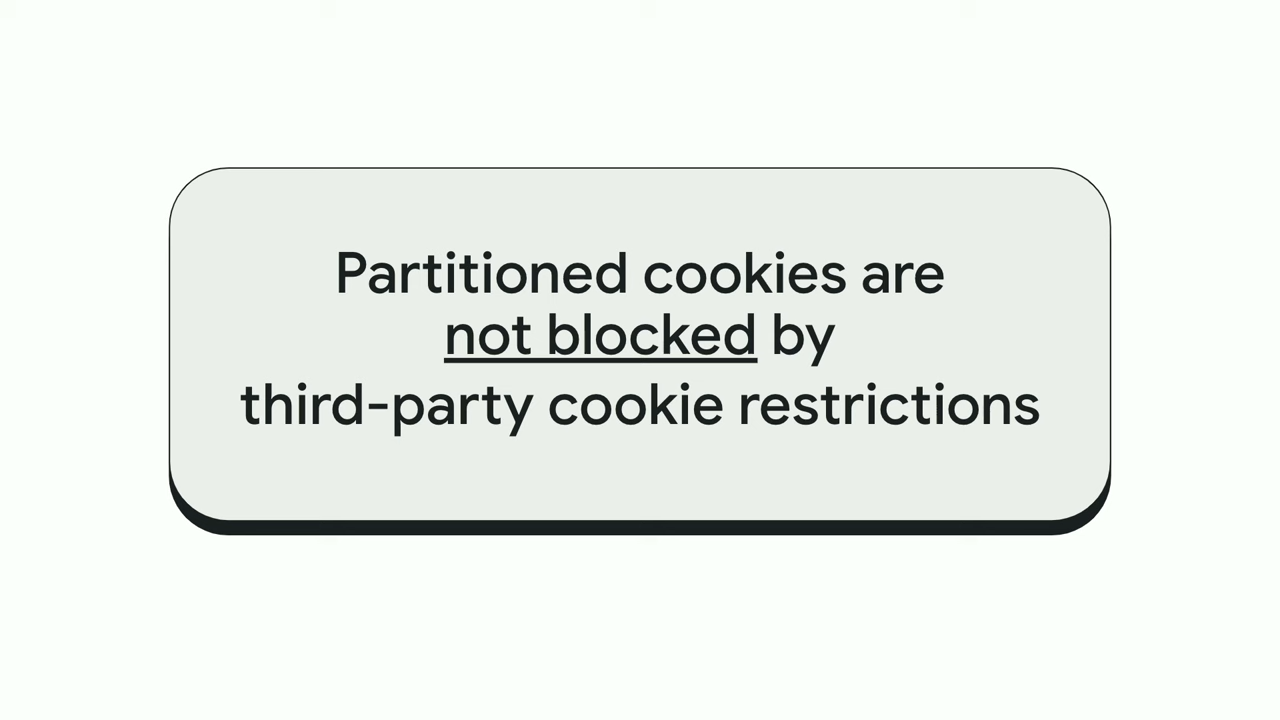 Partitioned cookies are
not blocked by
third-party cookie restrictions